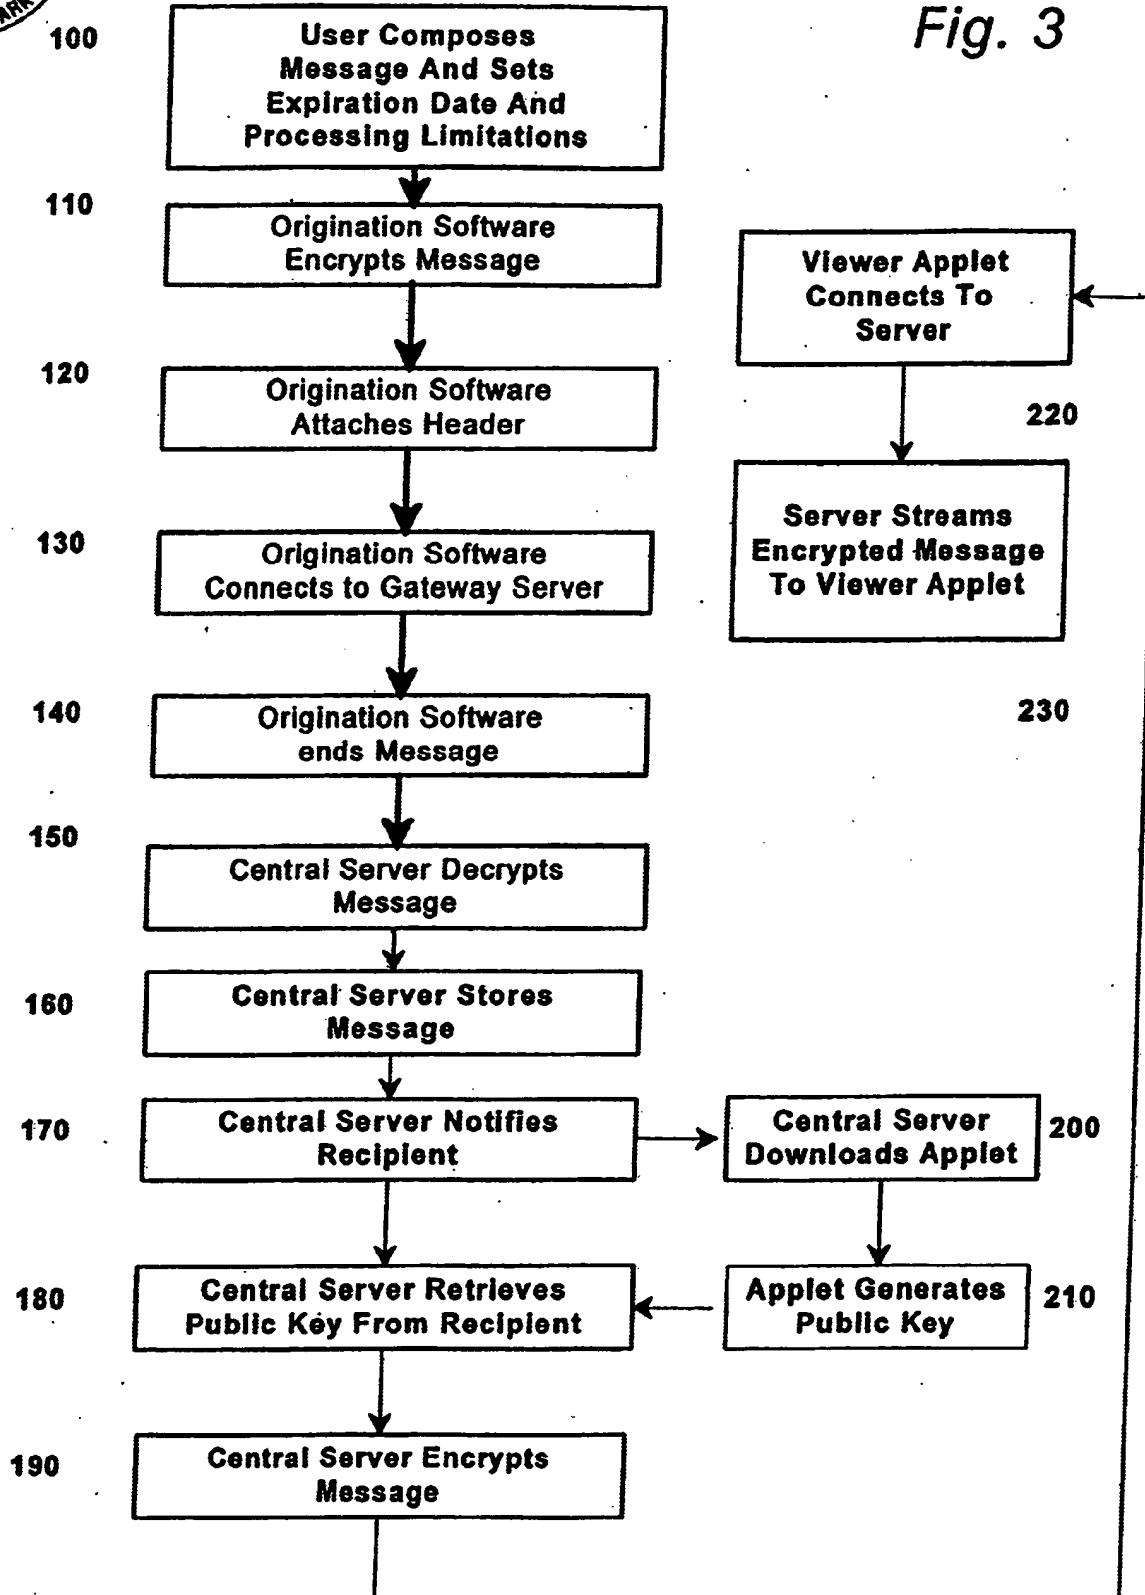 Fig. 3
100
User Composes
Message And Sets
Expiration Date And
Processing Limitations
110
Origination Software
Encrypts Message
120
Origination Software
Attaches Header
130
Origination Software
Connects to Gateway Server
140
Origination Software
ends Message
150
Central Server Decrypts
Message
160
Central Server Stores
Message
170
Central Server Notifies
Recipient
Central Server
Downloads Applet
200
180
Central Server Retrieves
Public Key From Recipient
Applet Generates
Public Key
210
190
Central Server Encrypts
Message
Viewer Applet
Connects To
Server
220
Server Streams
Encrypted Message
To Viewer Applet
230